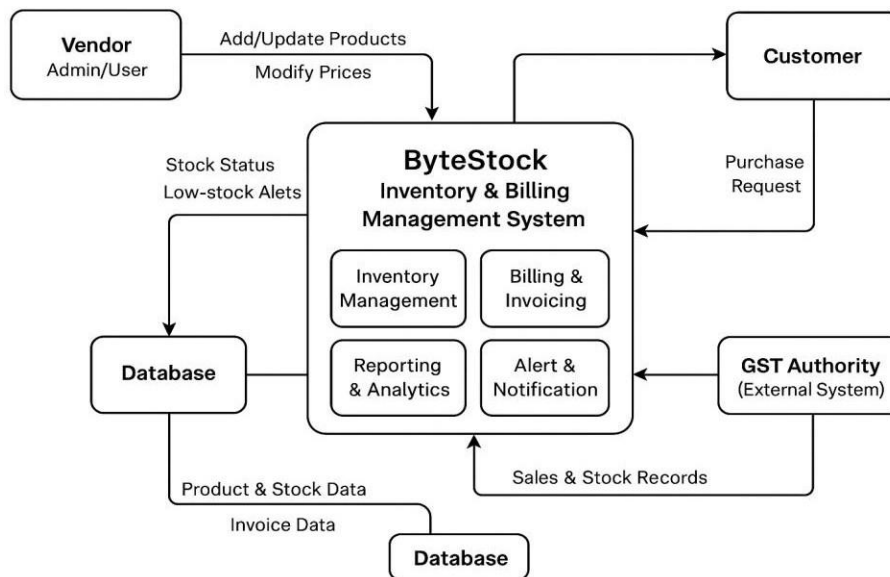 Vendor
Admin/User
Add/Update Products
Modify Prices
Customer
Stock Status
Low-stock Alets
ByteStock
Inventory & Billing
Management System
Purchase
Request
Inventory
Management
Billing &
Invoicing
Reporting
& Analytics
Alert &
Notification
Database
GST Authority
(External System)
Sales & Stock Records
Product & Stock Data
Invoice Data
Database